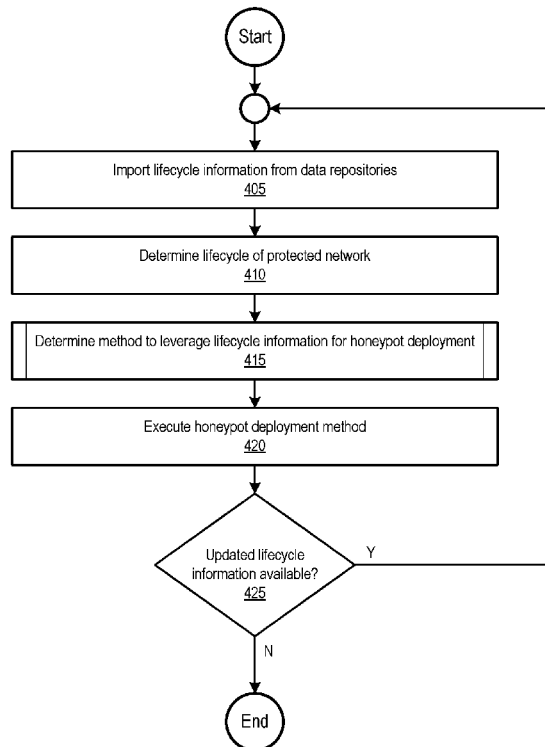 Start
Import lifecycle information from data repositories
405
Determine lifecycle of protected network
410
Determine method to leverage lifecycle information for honeypot deployment
415
Execute honeypot deployment method
420
Updated lifecycle
information available?
425
Y
N
End